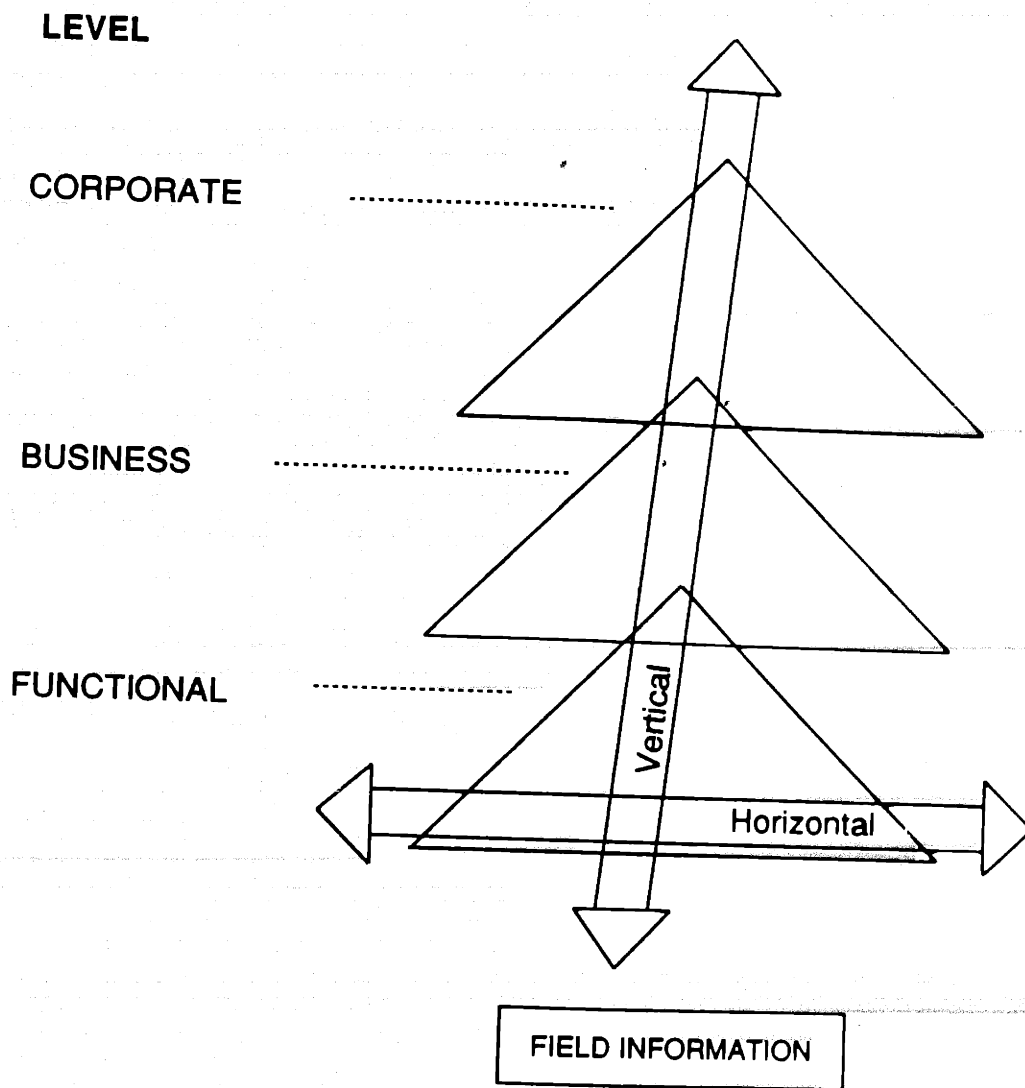 LEVEL
CORPORATE
BUSINESS
FUNCTIONAL
Vertical
Horizontal
FIELD INFORMATION